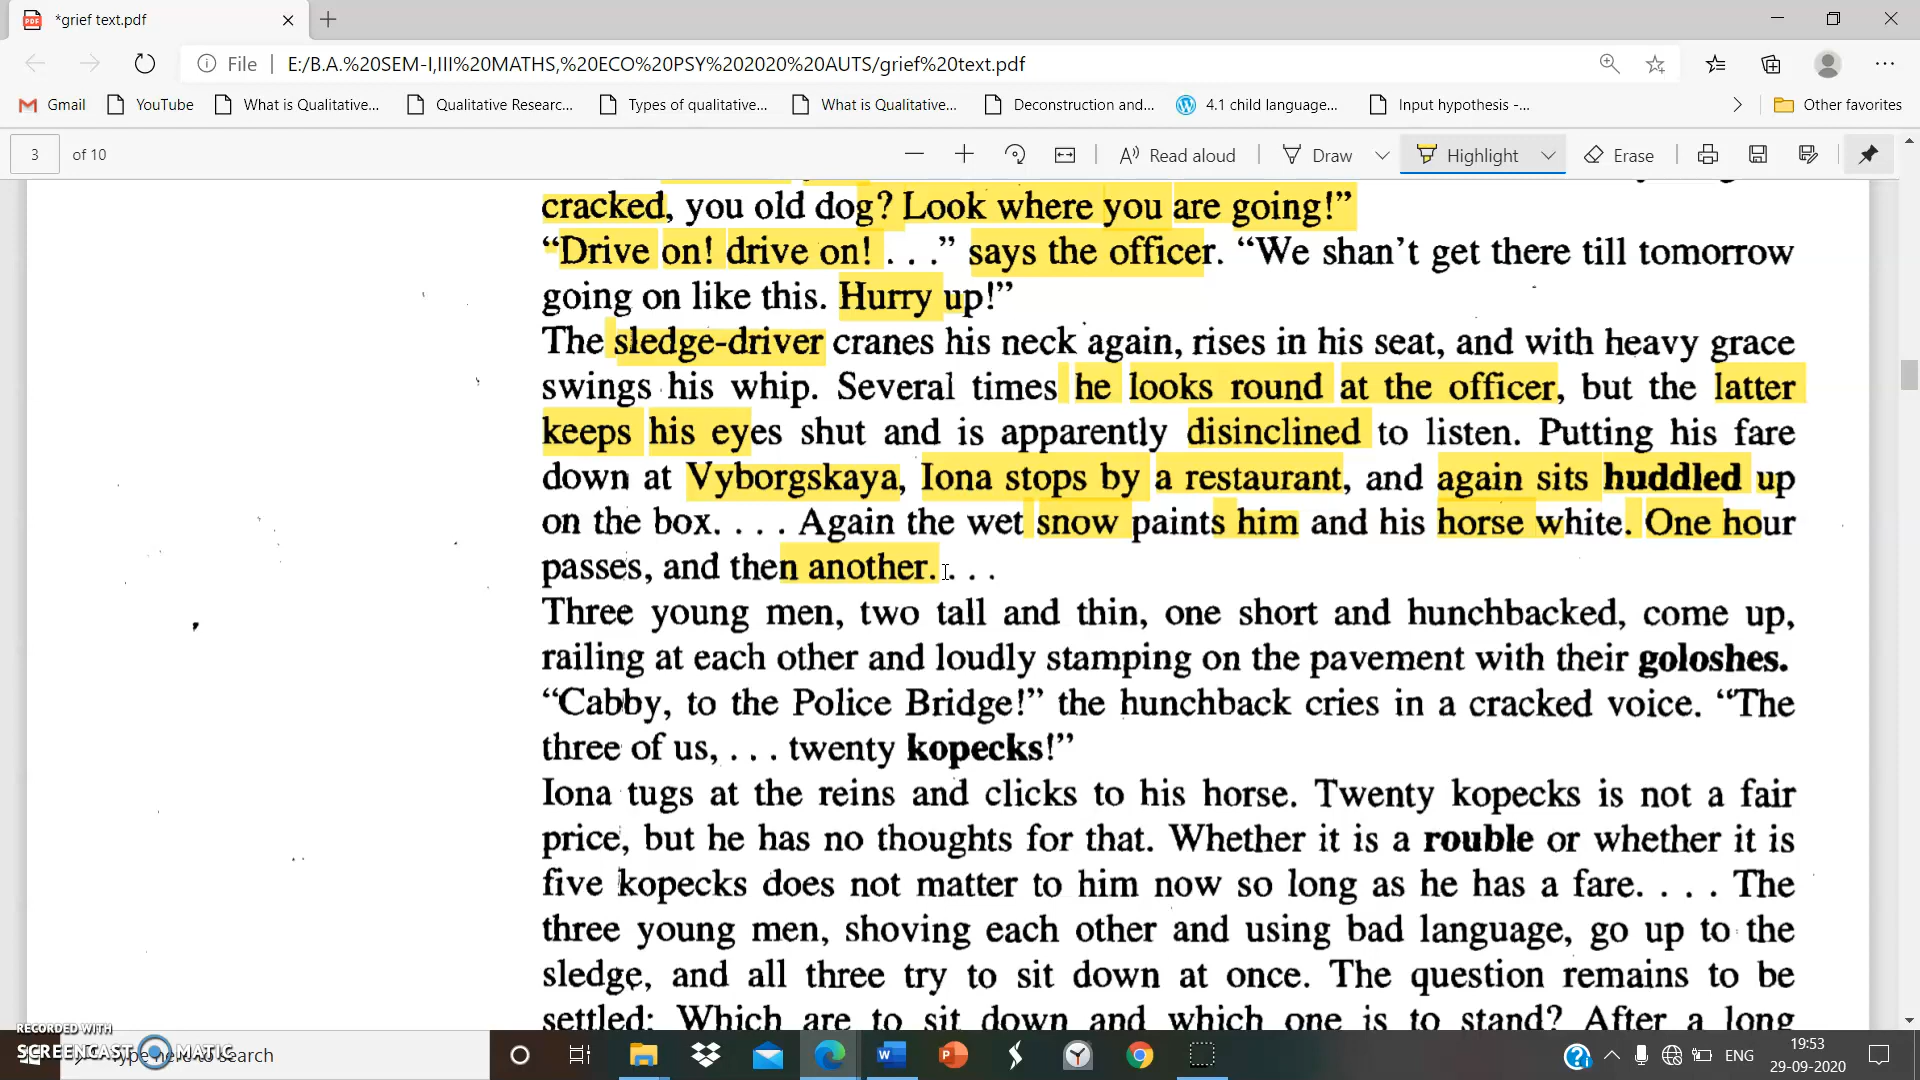 *grief text.pdf
File
E:/B.A.%20SEM-I,III%20MATHS,%20ECO%20PSY%202020%20AUTS/grief%20text.pdf
Gmail YouTube What is Qualitative... Qualitative Researc... Types of qualitative... What is Qualitative... Deconstruction and... 4.1 child language... Input hypothesis -... Other favorites
3 of 10 Read aloud Draw Highlight Erase
cracked, you old dog? Look where you are going!”
“Drive on! drive on! . . .” says the officer. “We shan’t get there till tomorrow
going on like this. Hurry up!”
The sledge-driver cranes his neck again, rises in his seat, and with heavy grace
swings his whip. Several times he looks round at the officer, but the latter
keeps his eyes shut and is apparently disinclined to listen. Putting his fare
down at Vyborgskaya, Iona stops by a restaurant, and again sits huddled up
on the box. . . . Again the wet snow paints him and his horse white. One hour
passes, and then another. . . .
Three young men, two tall and thin, one short and hunchbacked, come up,
railing at each other and loudly stamping on the pavement with their goloshes.
“Cabby, to the Police Bridge!” the hunchback cries in a cracked voice. “The
three of us, . . . twenty kopecks!”
Iona tugs at the reins and clicks to his horse. Twenty kopecks is not a fair
price, but he has no thoughts for that. Whether it is a rouble or whether it is
five kopecks does not matter to him now so long as he has a fare. . . . The
three young men, shoving each other and using bad language, go up to the
sledge, and all three try to sit down at once. The question remains to be
settled: Which are to sit down and which one is to stand? After a long
RECORDED WITH
SCREENCAST MATIC
Type here to search
ENG
19:53
29-09-2020